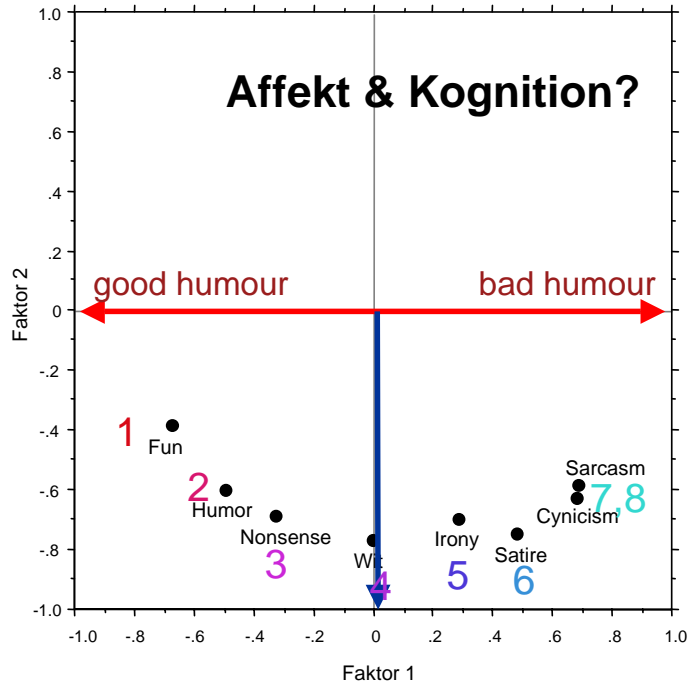 1.0
Affekt & Kognition?
.8
.6
.4
.2
good humour
bad humour
0
Faktor 2
-.2
-.4
1
Fun
Sarcasm
-.6
2
7,8
Humor
Cynicism
Nonsense
Irony
-.8
Wit
Satire
3
4
5
6
-1.0
-1.0 -.8 -.6 -.4 -.2 0 .2 .4 .6 0.8 1.0
Faktor 1